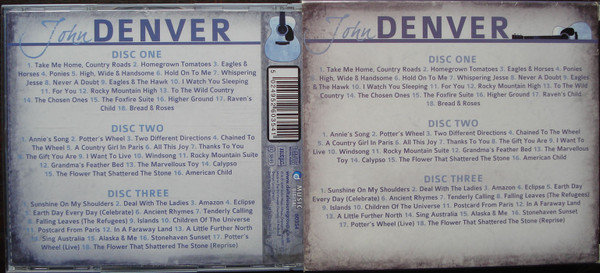 John DENVER
DISC ONE
1. Take Me Home, Country Roads 2. Homegrown Tomatoes 3. Eagles &
Horses 4. Ponies 5. High, Wide & Handsome 6. Hold On To Me 7. Whispering
Jesse 8. Never A Doubt 9. Eagles & The Hawk 10. I Watch You Sleeping
11. For You 12. Rocky Mountain High 13. To The Wild Country
14. The Chosen Ones 15. The Foxfire Suite 16. Higher Ground 17. Raven's
Child 18. Bread & Roses
DISC TWO
1. Annie's Song 2. Potter's Wheel 3. Two Different Directions 4. Chained To
The Wheel 5. A Country Girl In Paris 6. All This Joy 7. Thanks To You
8. The Gift You Are 9. I Want To Live 10. Windsong 11. Rocky Mountain Suite
12. Grandma's Feather Bed 13. The Marvellous Toy 14. Calypso
15. The Flower That Shattered The Stone 16. American Child
DISC THREE
1. Sunshine On My Shoulders 2. Deal With The Ladies 3. Amazon 4. Eclipse
5. Earth Day Every Day (Celebrate) 6. Ancient Rhymes 7. Tenderly Calling
8. Falling Leaves (The Refugees) 9. Islands 10. Children Of The Universe
11. Postcard From Paris 12. In A Faraway Land 13. A Little Further North
14. Sing Australia 15. Alaska & Me 16. Stonehaven Sunset 17. Potter's
Wheel (Live) 18. The Flower That Shattered The Stone (Reprise)
MUSIC
John DENVER
DISC ONE
1. Take Me Home, Country Roads 2. Homegrown Tomatoes 3. Eagles & Horses 4. Ponies
5. High, Wide & Handsome 6. Hold On To Me 7. Whispering Jesse 8. Never A Doubt 9. Eagles
& The Hawk 10. I Watch You Sleeping 11. For You 12. Rocky Mountain High 13. To The Wild
Country 14. The Chosen Ones 15. The Foxfire Suite 16. Higher Ground 17. Raven's Child
18. Bread & Roses
DISC TWO
1. Annie's Song 2. Potter's Wheel 3. Two Different Directions 4. Chained To The Wheel
5. A Country Girl In Paris 6. All This Joy 7. Thanks To You 8. The Gift You Are 9. I Want To
Live 10. Windsong 11. Rocky Mountain Suite 12. Grandma's Feather Bed 13. The Marvellous
Toy 14. Calypso 15. The Flower That Shattered The Stone 16. American Child
DISC THREE
1. Sunshine On My Shoulders 2. Deal With The Ladies 3. Amazon 4. Eclipse 5. Earth Day
Every Day (Celebrate) 6. Ancient Rhymes 7. Tenderly Calling 8. Falling Leaves (The Refugees)
9. Islands 10. Children Of The Universe 11. Postcard From Paris 12. In A Faraway Land
13. A Little Further North 14. Sing Australia 15. Alaska & Me 16. Stonehaven Sunset
17. Potter's Wheel (Live) 18. The Flower That Shattered The Stone (Reprise)